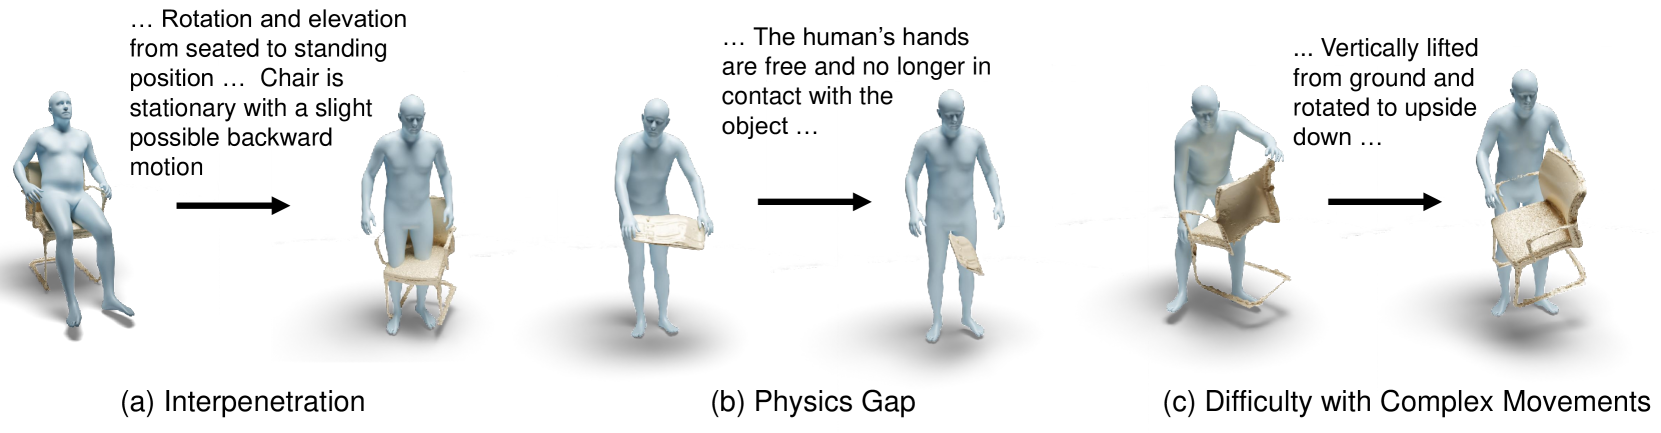 … Rotation and elevation
from seated to standing
position … Chair is
stationary with a slight
possible backward
motion
… The human's hands
are free and no longer in
contact with the
object …
... Vertically lifted
from ground and
rotated to upside
down …
(a) Interpenetration
(b) Physics Gap
(c) Difficulty with Complex Movements